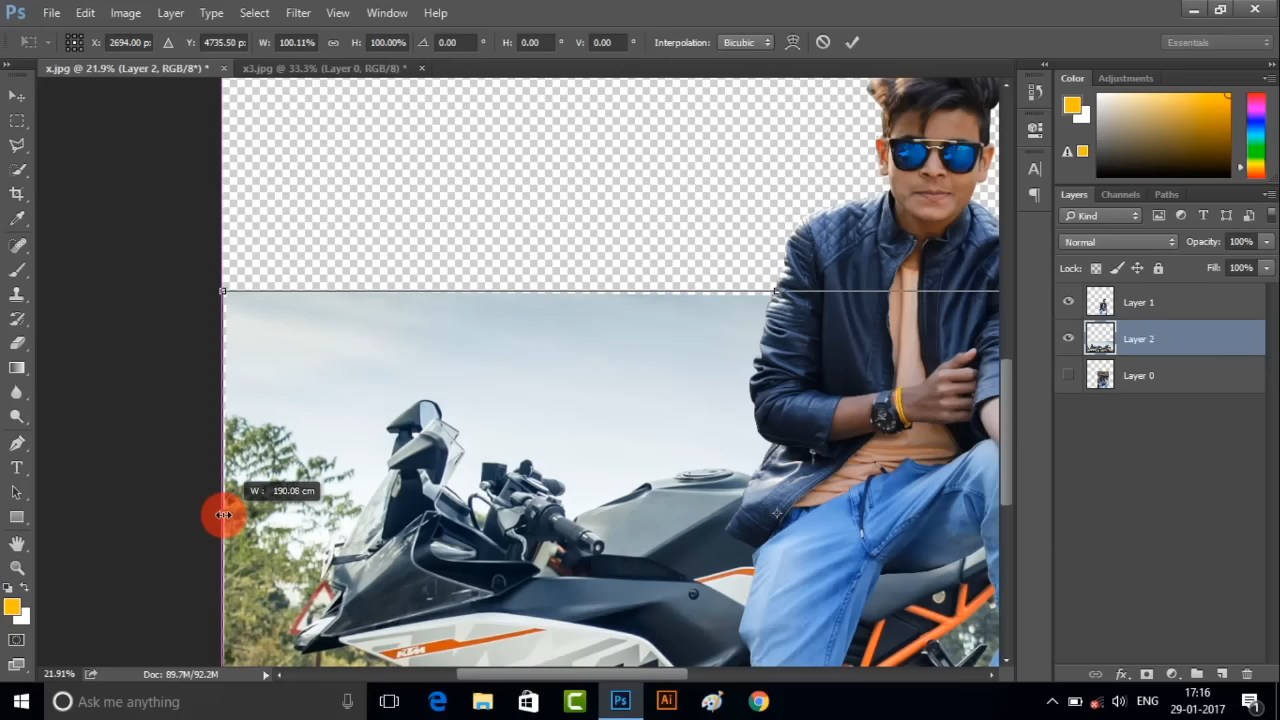 Ps File Edit Image Layer Type Select Filter View Window Help
X: 2694.00 px Y: 4735.50 px W: 100.11% H: 100.00% 0.00 ° H: 0.00 ° V: 0.00 ° Interpolation: Bicubic Essentials
x.jpg @ 21.9% (Layer 2, RGB/8*) * × x3.jpg @ 33.3% (Layer 0, RGB/8) * ×
Color Adjustments
Layers Channels Paths
Kind
Normal Opacity: 100%
Lock: Fill: 100%
Layer 1
Layer 2
Layer 0
W : 190.08 cm
KTM
21.91% Doc: 89.7M/92.2M
Ask me anything
ENG
17:16
29-01-2017